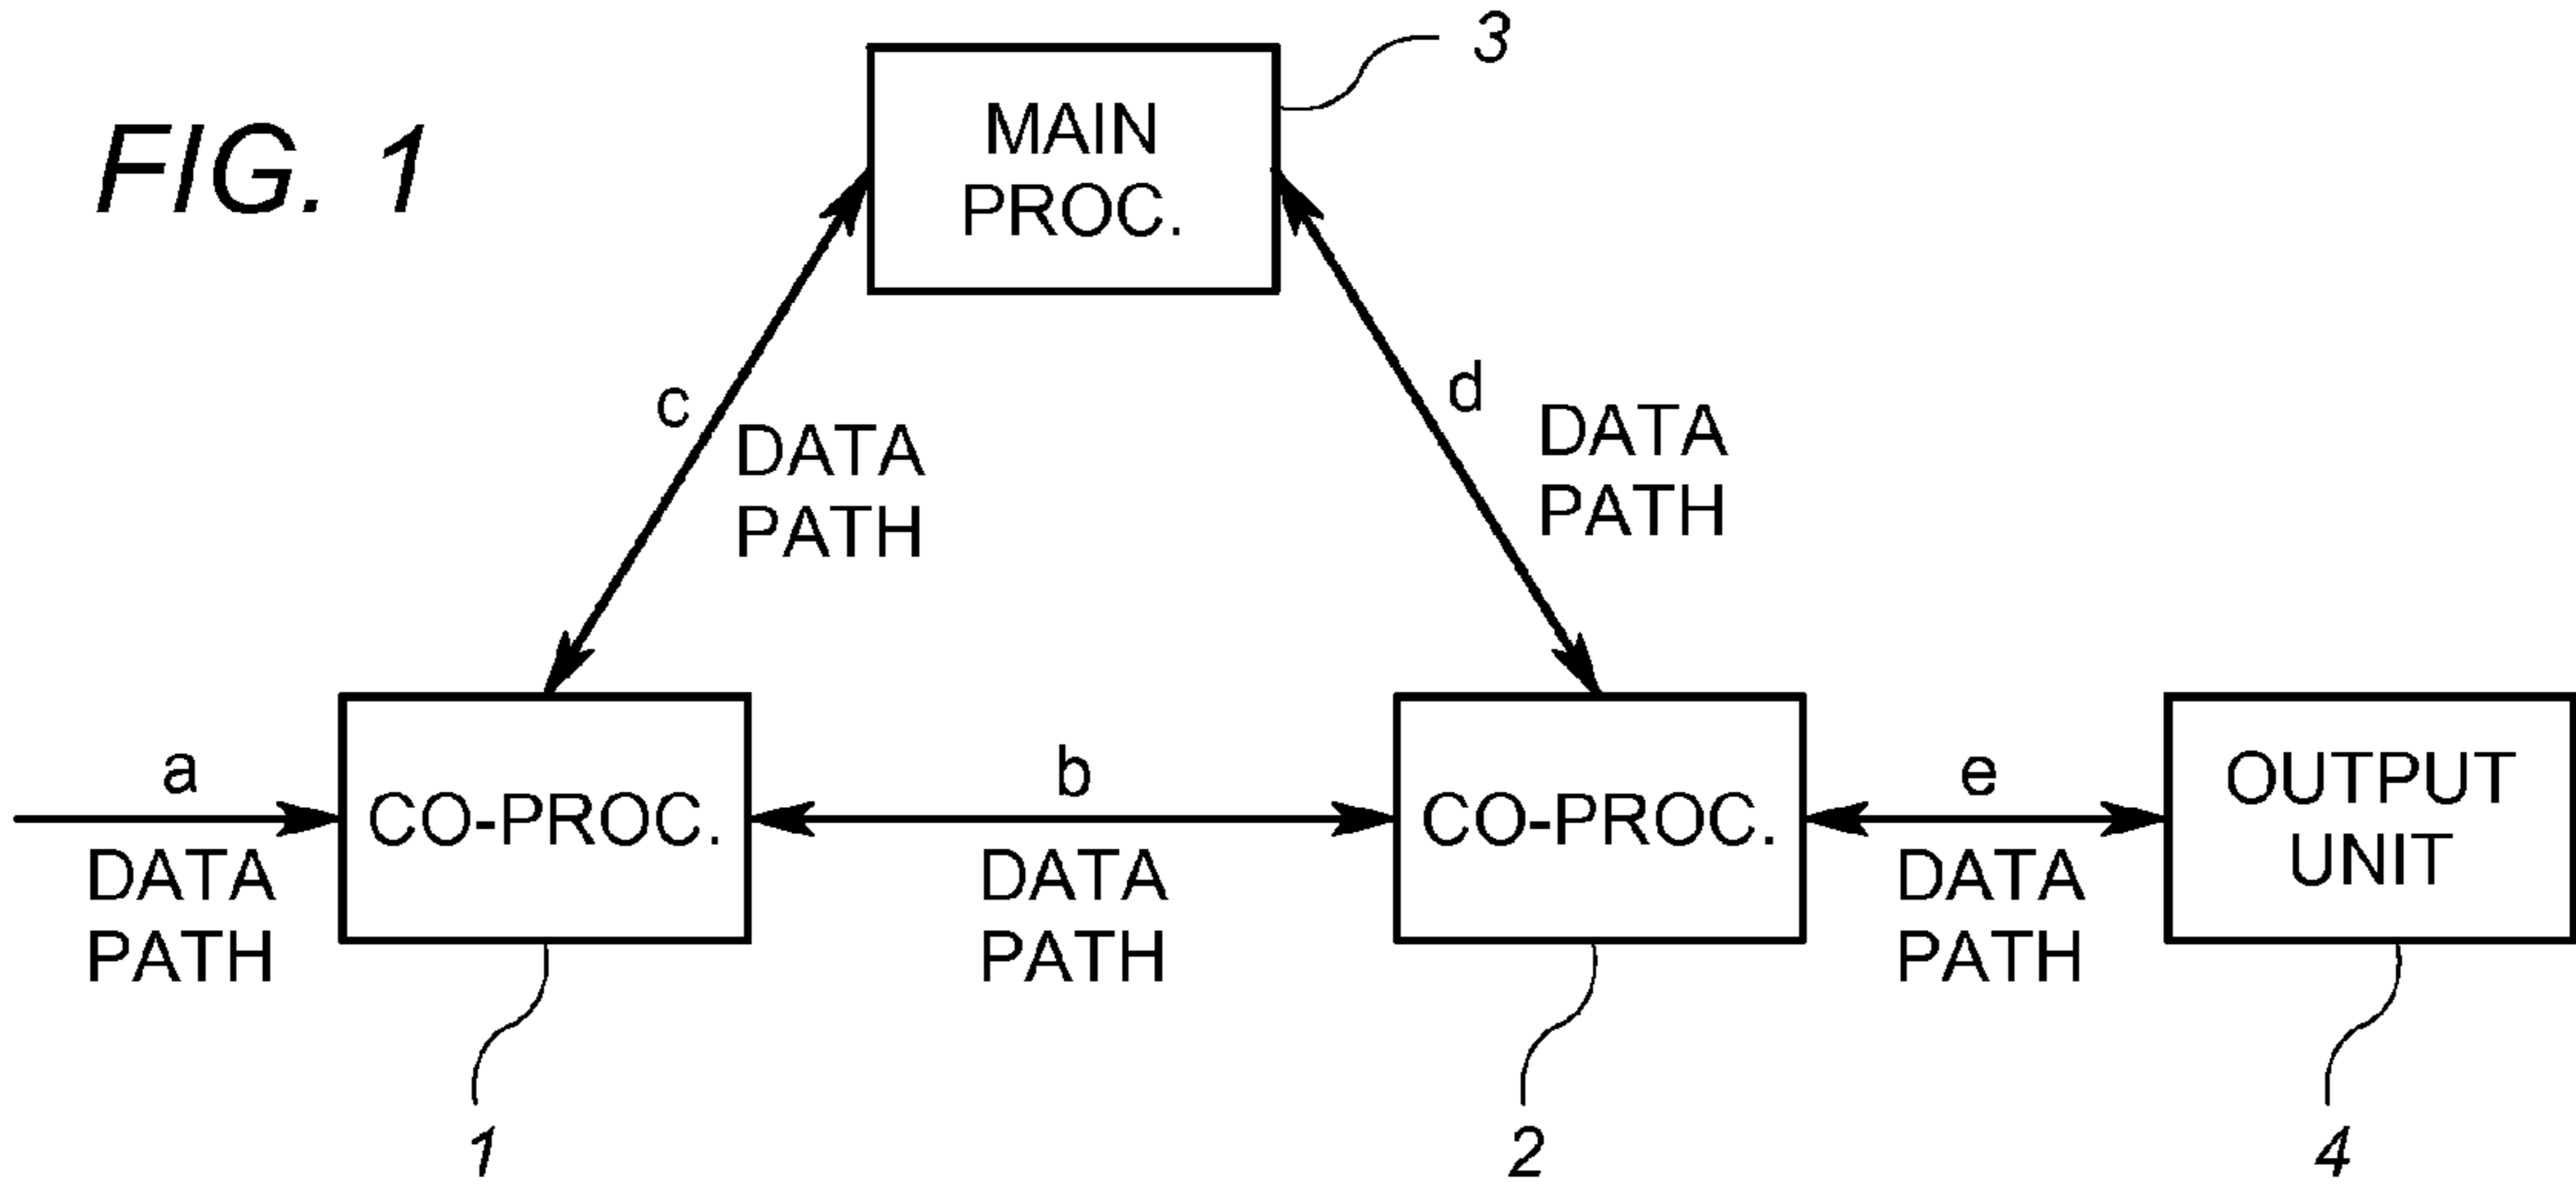 FIG. 1
3
MAIN
PROC.
c
DATA
PATH
d
DATA
PATH
a
DATA
PATH
CO-PROC.
b
DATA
PATH
CO-PROC.
e
DATA
PATH
OUTPUT
UNIT
1
2
4